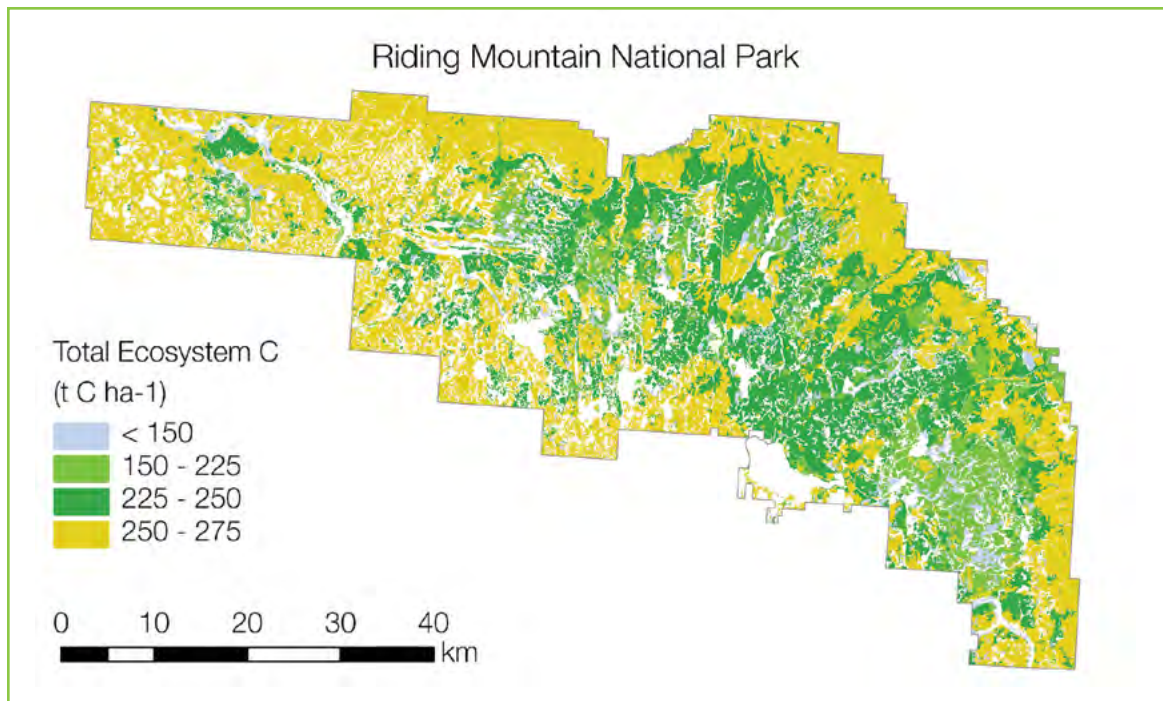 Riding Mountain National Park
Total Ecosystem C
(t C ha-1)
< 150
150 - 225
225 - 250
250 - 275
0 10 20 30 40
km